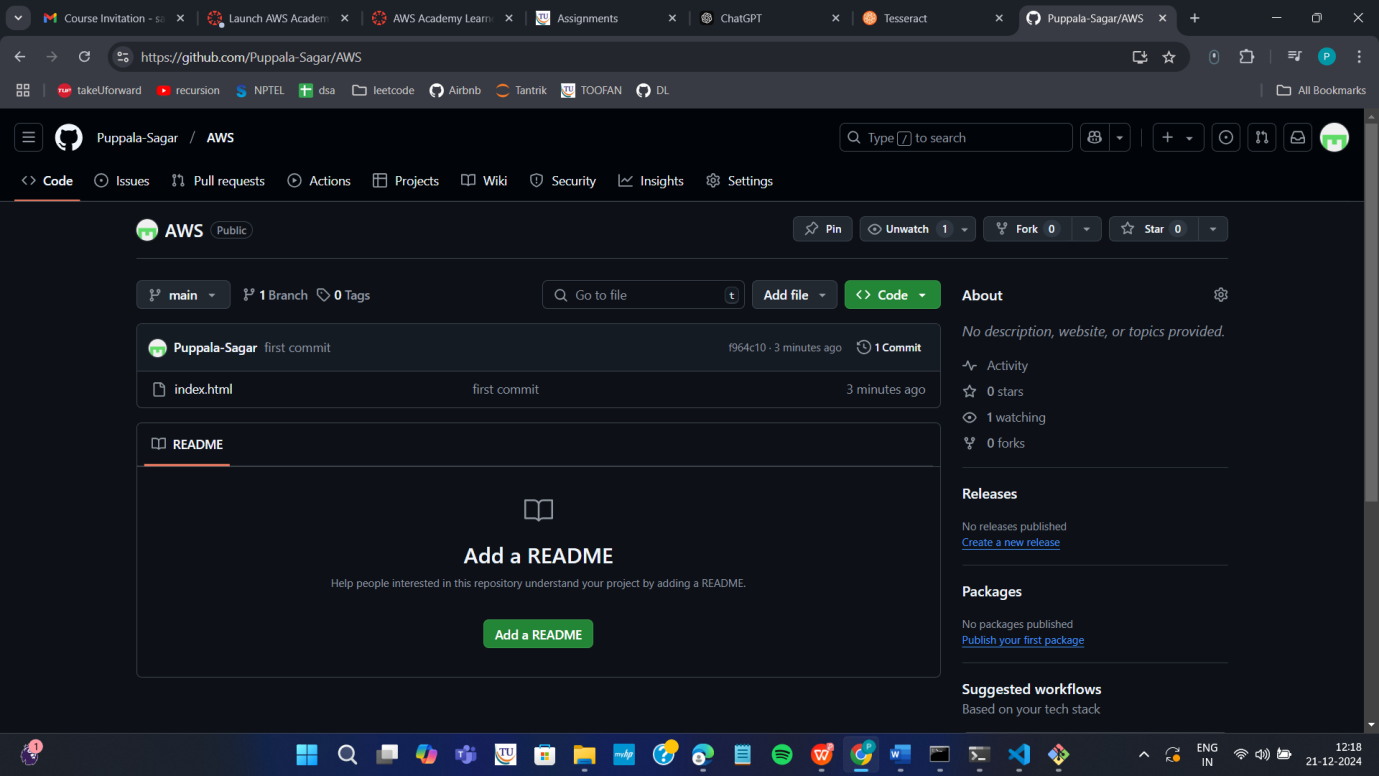 Course Invitation - sa
Launch AWS Academ
AWS Academy Learn
Assignments
ChatGPT
Tesseract
Puppala-Sagar/AWS
https://github.com/Puppala-Sagar/AWS
P
TUF takeUforward
recursion
NPTEL
dsa
leetcode
Airbnb
Tantrik
TU TOOFAN
DL
All Bookmarks
Puppala-Sagar / AWS
Type / to search
Code
Issues
Pull requests
Actions
Projects
Wiki
Security
Insights
Settings
AWS Public
Pin
Unwatch 1
Fork 0
Star 0
main
1 Branch
0 Tags
Go to file t
Add file
Code
Puppala-Sagar first commit f964c10 · 3 minutes ago 1 Commit
index.html first commit 3 minutes ago
README
Add a README
Help people interested in this repository understand your project by adding a README.
Add a README
About
No description, website, or topics provided.
Activity
0 stars
1 watching
0 forks
Releases
No releases published
Create a new release
Packages
No packages published
Publish your first package
Suggested workflows
Based on your tech stack
1
TU
myhp
P
ENG
IN
12:18
21-12-2024